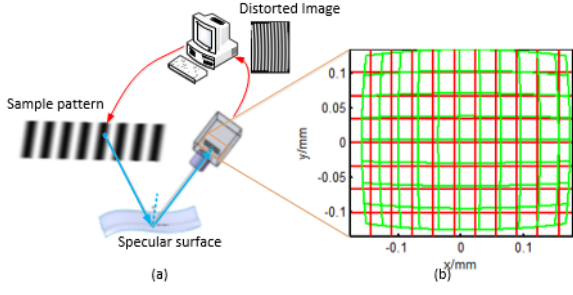 Distorted Image
Sample pattern
Specular surface
(a)
0.1
0.05
0
-0.05
-0.1
y/mm
-0.1
0
0.1
x/mm
(b)